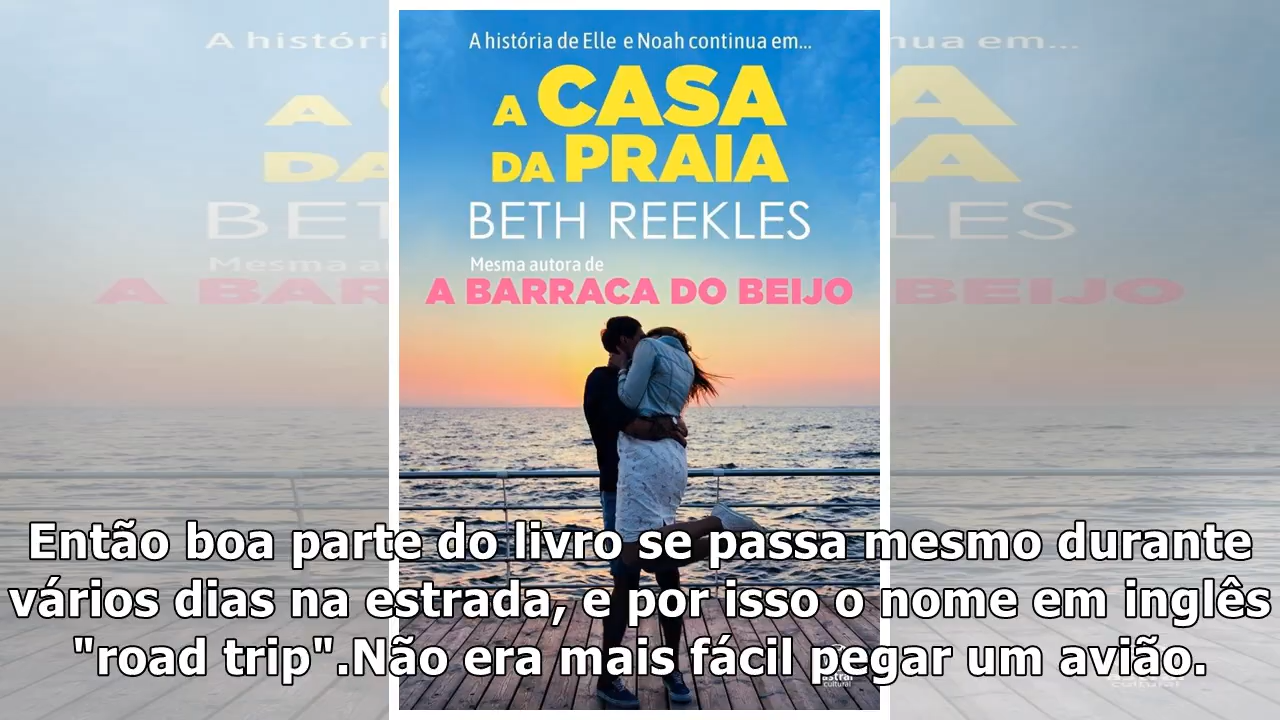 A história de Elle e Noah continua em...
A CASA
DA PRAIA
BETH REEKLES
Mesma autora de
A BARRACA DO BEIJO
Então boa parte do livro se passa mesmo durante
vários dias na estrada, e por isso o nome em inglês
"road trip".Não era mais fácil pegar um avião.
astral
cultural